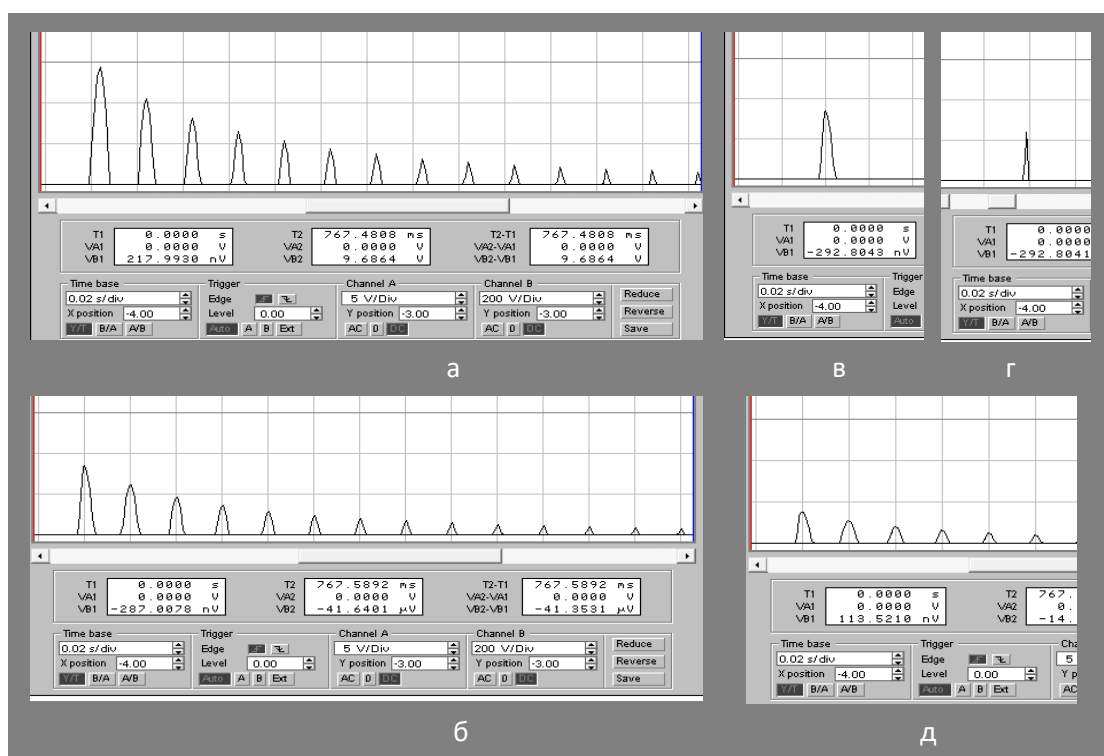 T1 0.0000 s T2 767.4808 ms T2-T1 767.4808 ms
VA1 0.0000 V VA2 0.0000 V VA2-VA1 0.0000 V
VB1 217.9930 nV VB2 9.6864 V VB2-VB1 9.6864 V
Time base Trigger Channel A Channel B
0.02 s/div Edge 5 V/Div 200 V/Div Reduce
X position -4.00 Level 0.00 Y position -3.00 Y position -3.00 Reverse
Y/T B/A A/B Auto A B Ext AC 0 DC AC 0 DC Save
а
T1 0.0000 s
VA1 0.0000 V
VB1 -292.8043 nV
Time base Trigger
0.02 s/div Edge
X position -4.00 Level
Y/T B/A A/B Auto
в
T1 0.0000
VA1 0.0000
VB1 -292.8041
Time base
0.02 s/div
X position -4.00
Y/T B/A A/B
г
T1 0.0000 s T2 767.5892 ms T2-T1 767.5892 ms
VA1 0.0000 V VA2 0.0000 V VA2-VA1 0.0000 V
VB1 -287.0078 nV VB2 -41.6401 µV VB2-VB1 -41.3531 µV
Time base Trigger Channel A Channel B
0.02 s/div Edge 5 V/Div 200 V/Div Reduce
X position -4.00 Level 0.00 Y position -3.00 Y position -3.00 Reverse
Y/T B/A A/B Auto A B Ext AC 0 DC AC 0 DC Save
б
T1 0.0000 s T2 767.
VA1 0.0000 V VA2 0.
VB1 113.5210 nV VB2 -14.
Time base Trigger Cha
0.02 s/div Edge 5
X position -4.00 Level 0.00 Y p
Y/T B/A A/B Auto A B Ext AC
д